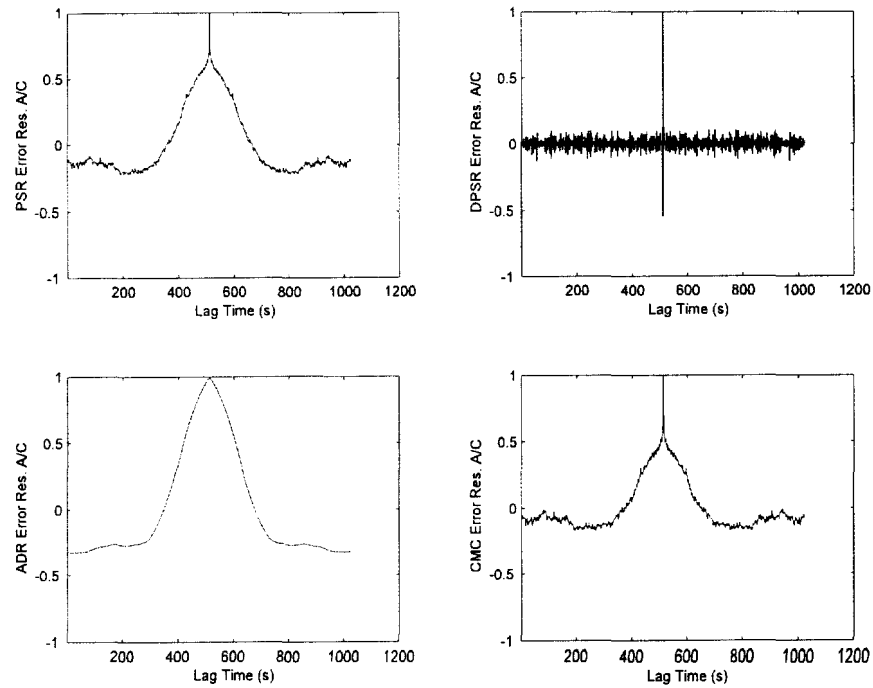 1
0.5
0
-0.5
-1
PSR Error Res. A/C
200 400 600 800 1000 1200
Lag Time (s)
1
0.5
0
-0.5
-1
DPSR Error Res. A/C
200 400 600 800 1000 1200
Lag Time (s)
1
0.5
0
-0.5
-1
ADR Error Res. A/C
200 400 600 800 1000 1200
Lag Time (s)
1
0.5
0
-0.5
-1
CMC Error Res. A/C
200 400 600 800 1000 1200
Lag Time (s)